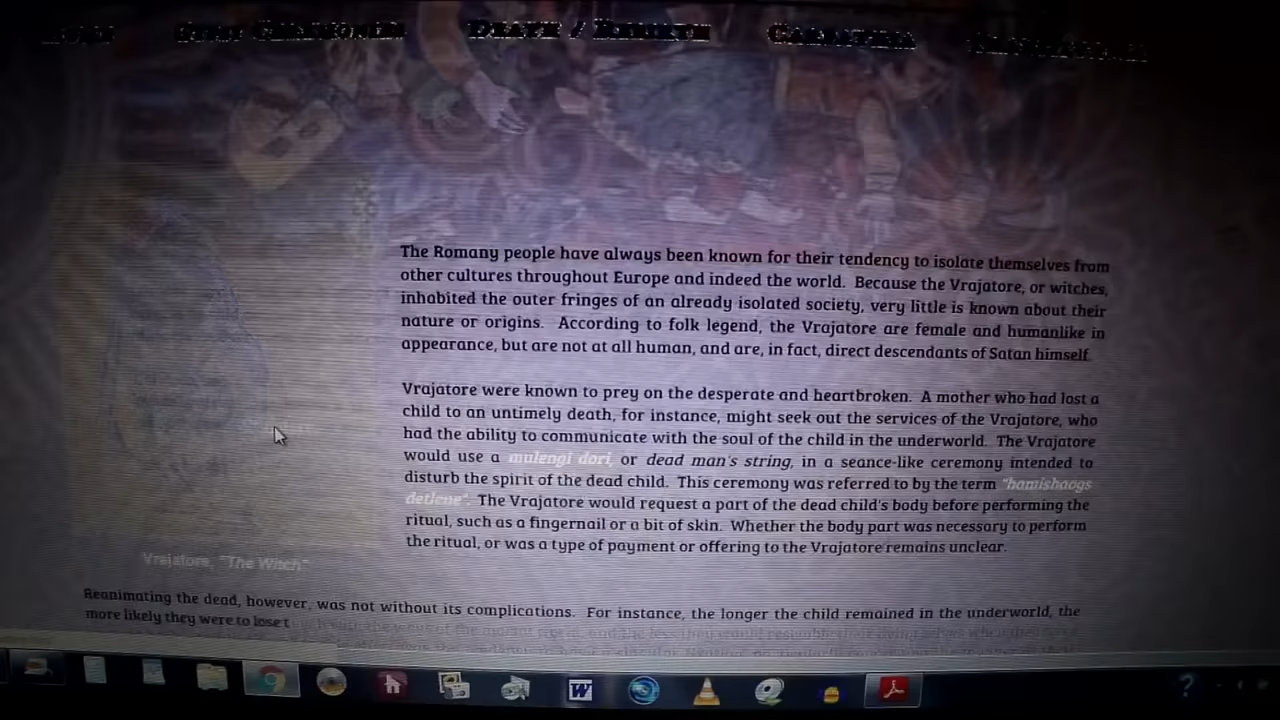 DEATH / REBIRTH
The Romany people have always been known for their tendency to isolate themselves from
other cultures throughout Europe and indeed the world. Because the Vrajatore, or witches,
inhabited the outer fringes of an already isolated society, very little is known about their
nature or origins. According to folk legend, the Vrajatore are female and humanlike in
appearance, but are not at all human, and are, in fact, direct descendants of Satan himself.
Vrajatore were known to prey on the desperate and heartbroken. A mother who had lost a
child to an untimely death, for instance, might seek out the services of the Vrajatore, who
had the ability to communicate with the soul of the child in the underworld. The Vrajatore
would use a mulengi dori, or dead man's string, in a seance-like ceremony intended to
disturb the spirit of the dead child. This ceremony was referred to by the term "hamishaogs
detlene". The Vrajatore would request a part of the dead child's body before performing the
ritual, such as a fingernail or a bit of skin. Whether the body part was necessary to perform
the ritual, or was a type of payment or offering to the Vrajatore remains unclear.
Vrajatore, "The Witch"
Reanimating the dead, however, was not without its complications. For instance, the longer the child remained in the underworld, the
more likely they were to lose t
W
?